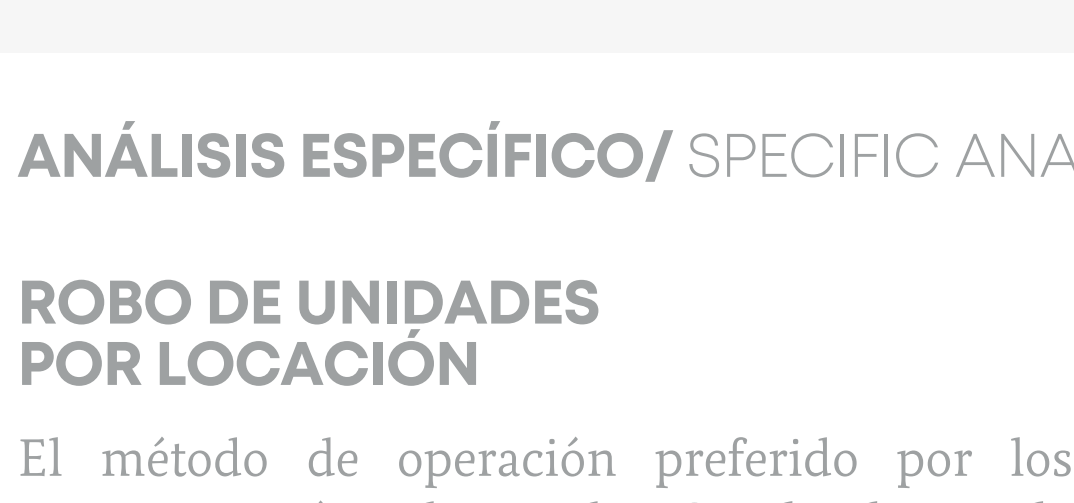 ANÁLISIS ESPECÍFICO/ SPECIFIC ANA
ROBO DE UNIDADES
POR LOCACIÓN
El método de operación preferido por los